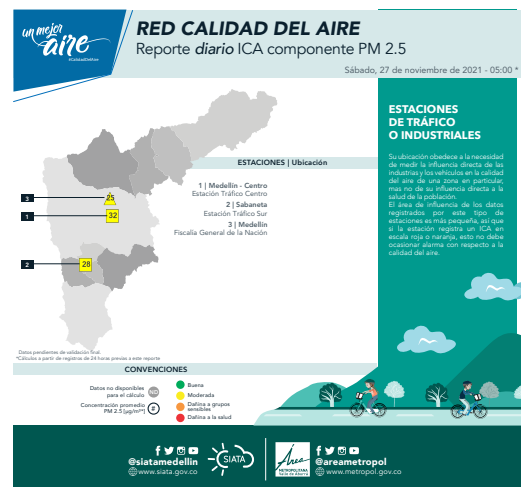 un mejor
aire
#CalidadDelAire
RED CALIDAD DEL AIRE
Reporte diario ICA componente PM 2.5
Sábado, 27 de noviembre de 2021 - 05:00 *
ESTACIONES
DE TRÁFICO
O INDUSTRIALES
Su ubicación obedece a la necesidad
de medir la influencia directa de las
industrias y los vehículos en la calidad
del aire de una zona en particular,
mas no de su influencia directa a la
salud de la población.
El área de influencia de los datos
registrados por este tipo de
estaciones es más pequeña, así que
si la estación registra un ICA en
escala roja o naranja, esto no debe
ocasionar alarma con respecto a la
calidad del aire.
ESTACIONES | Ubicación
1 | Medellín - Centro
Estación Tráfico Centro
2 | Sabaneta
Estación Tráfico Sur
3 | Medellín
Fiscalía General de la Nación
3 25
1 32
2 28
Datos pendientes de validación final.
*Cálculos a partir de registros de 24 horas previas a este reporte
CONVENCIONES
Datos no disponibles
para el cálculo
Concentración promedio
PM 2.5 [µg/m³]
#
Buena
Moderada
Dañina a grupos
sensibles
Dañina a la salud
@siatamedellin
www.siata.gov.co
SIATA
Área
METROPOLITANA
Valle de Aburrá
@areametropol
www.metropol.gov.co